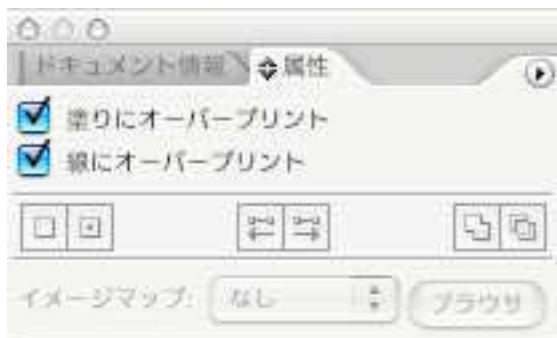 ドキュメント情報 属性
塗りにオーバープリント
線にオーバープリント
イメージマップ: なし ブラウザ